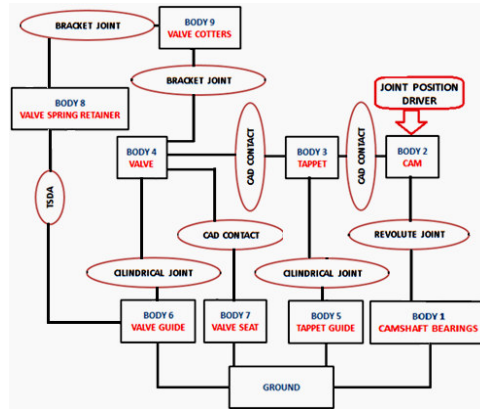 BRACKET JOINT
BODY 9
VALVE COTTERS
BRACKET JOINT
JOINT POSITION
DRIVER
BODY 8
VALVE SPRING RETAINER
BODY 4
VALVE
CAD CONTACT
BODY 3
TAPPET
CAD CONTACT
BODY 2
CAM
TSDA
CAD CONTACT
REVOLUTE JOINT
CILINDRICAL JOINT
CILINDRICAL JOINT
BODY 6
VALVE GUIDE
BODY 7
VALVE SEAT
BODY 5
TAPPET GUIDE
BODY 1
CAMSHAFT BEARINGS
GROUND